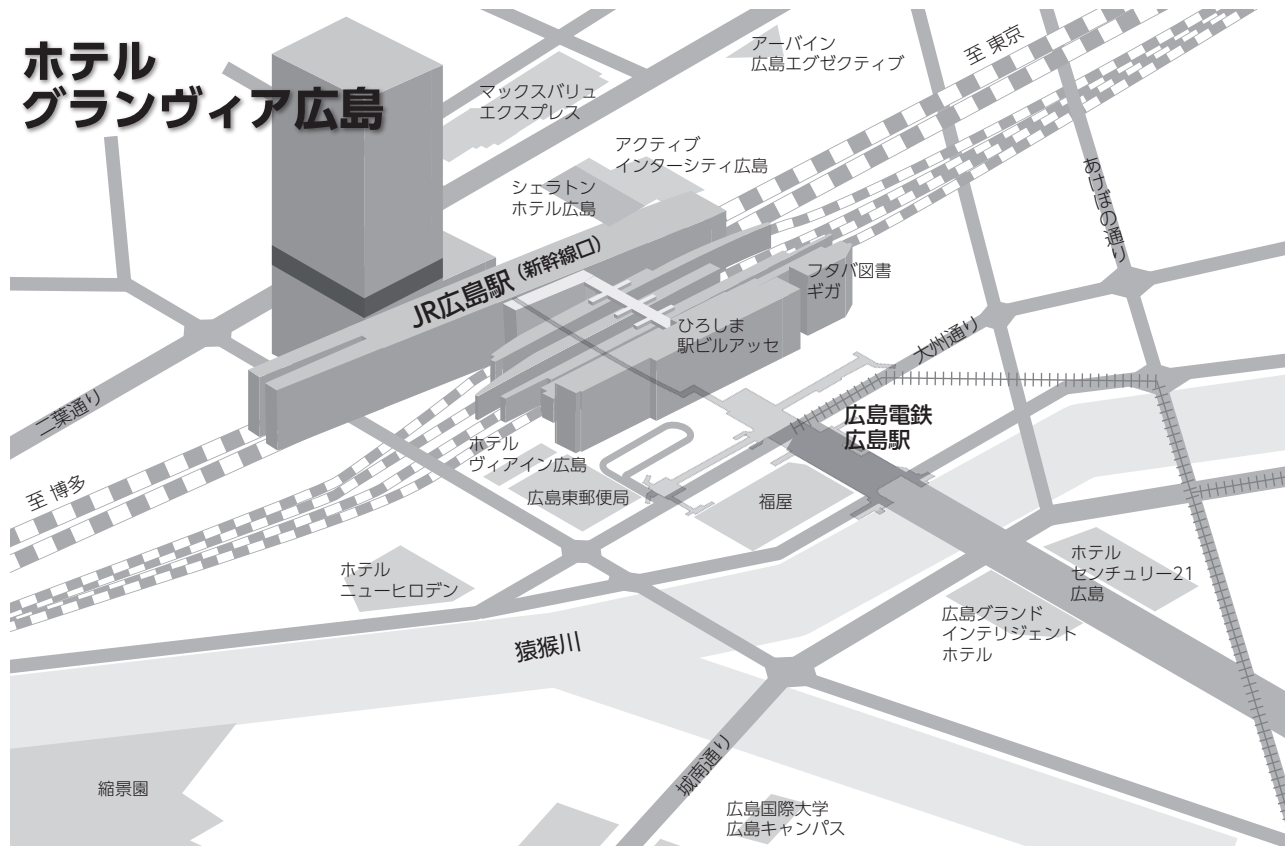 ホテル
グランヴィア広島
アーバイン
広島エグゼクティブ
至 東京
マックスバリュ
エクスプレス
アクティブ
インターシティ広島
シェラトン
ホテル広島
あけぼの通り
JR広島駅（新幹線口）
フタバ図書
ギガ
ひろしま
駅ビルアッセ
大州通り
二葉通り
広島電鉄
広島駅
至 博多
ホテル
ヴィアイン広島
広島東郵便局
福屋
ホテル
ニューヒロデン
ホテル
センチュリー21
広島
広島グランド
インテリジェント
ホテル
猿猴川
城南通り
縮景園
広島国際大学
広島キャンパス